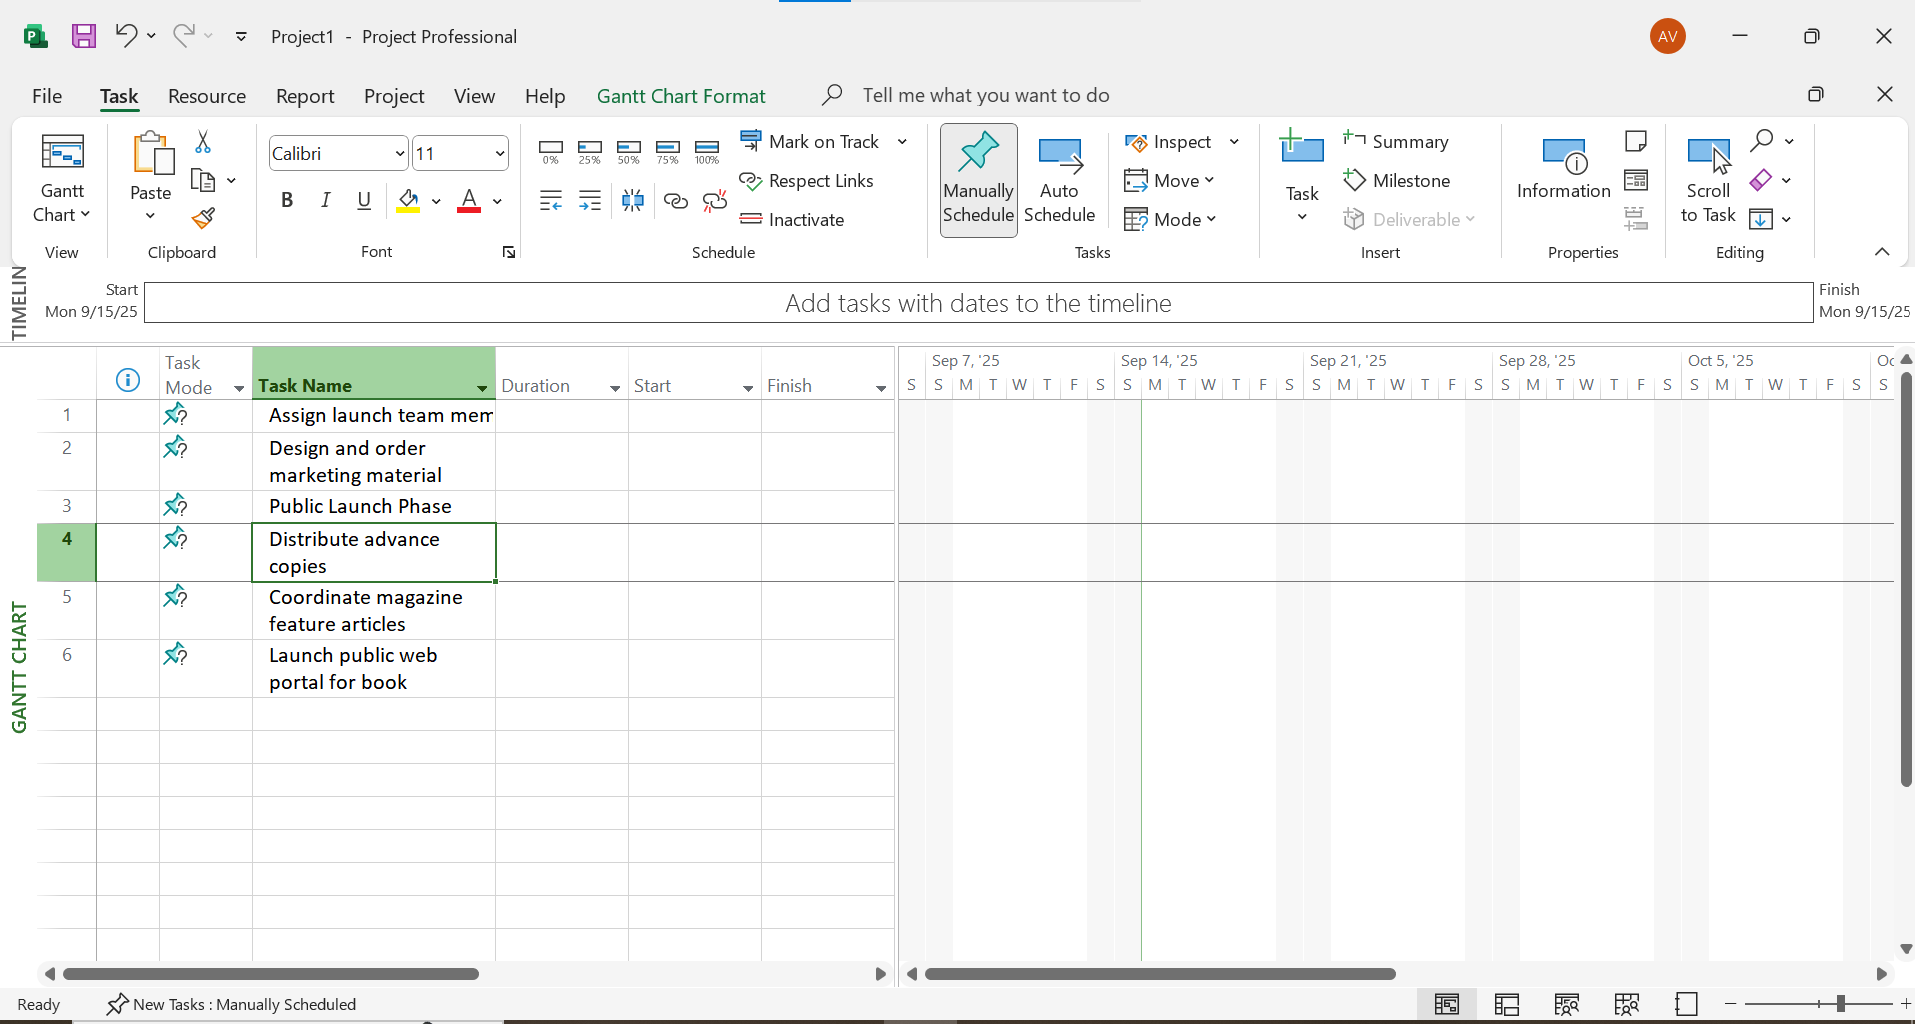 Project1 - Project Professional
AV
File Task Resource Report Project View Help Gantt Chart Format Tell me what you want to do
Gantt Chart
View
Paste
Clipboard
Calibri 11
B I U A
Font
0% 25% 50% 75% 100%
Mark on Track
Respect Links
Inactivate
Schedule
Manually Schedule
Auto Schedule
Inspect
Move
Mode
Tasks
Task
Summary
Milestone
Deliverable
Insert
Information
Properties
Scroll to Task
Editing
TIMELIN
Start
Mon 9/15/25
Add tasks with dates to the timeline
Finish
Mon 9/15/25
GANTT CHART
Task Mode Task Name Duration Start Finish
Sep 7, '25 Sep 14, '25 Sep 21, '25 Sep 28, '25 Oct 5, '25 Oc
S S M T W T F S S M T W T F S S M T W T F S S M T W T F S S M T W T F S S
1 Assign launch team mem
2 Design and order
marketing material
3 Public Launch Phase
4 Distribute advance
copies
5 Coordinate magazine
feature articles
6 Launch public web
portal for book
Ready New Tasks : Manually Scheduled